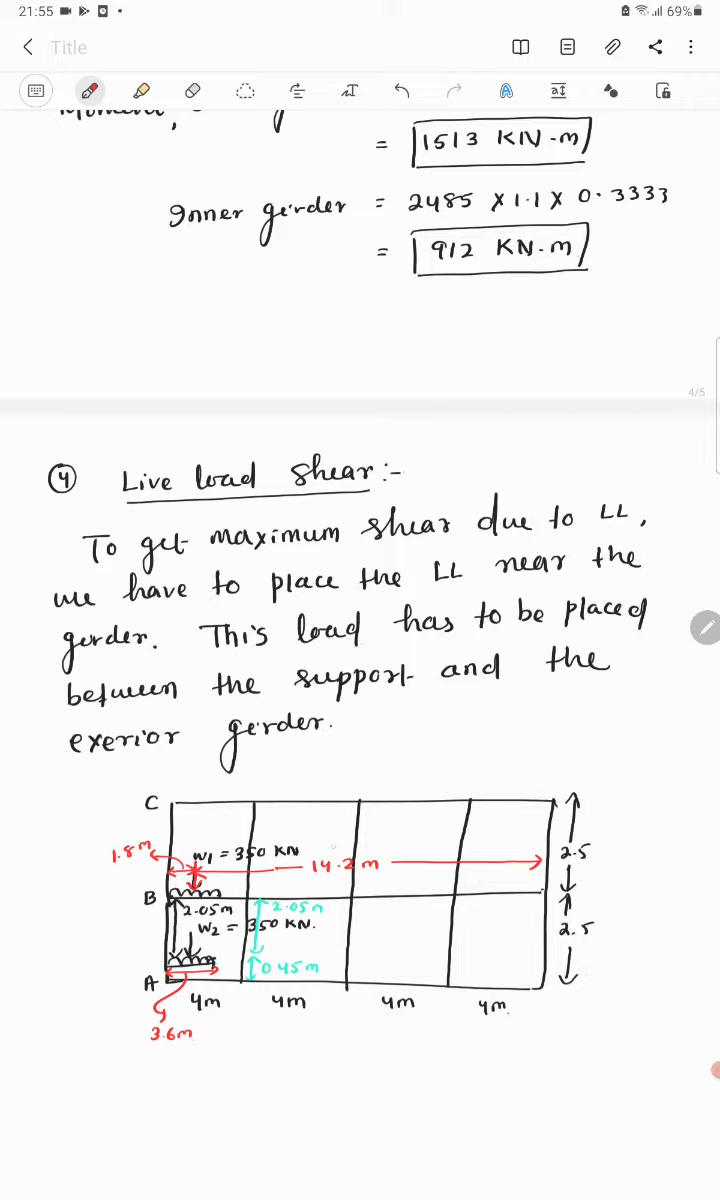 21:55
69%
Title
Moment,
= 1513 KN-m
Inner girder = 2485 X 1.1 X 0.3333
= 912 KN-m
4/5
④ Live load shear:-
To get maximum shear due to LL,
we have to place the LL near the
girder. This load has to be placed
between the support and the
exerior girder.
C
1.8m
W1 = 350 KN
14.2 m
2.5
B
2.05m
2.05m
W2 = 350 KN.
2.5
0.45m
A
4m 4m 4m 4m.
3.6m